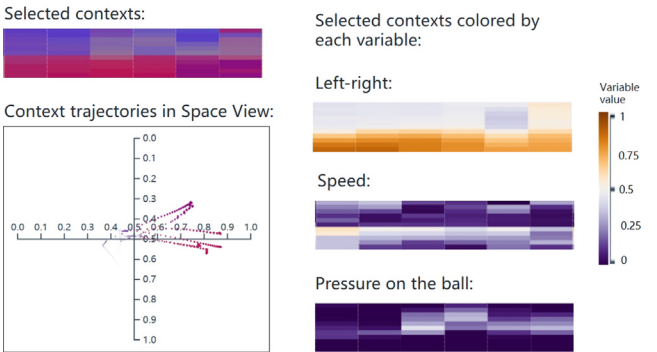 Selected contexts:
Context trajectories in Space View:
0.0
0.1
0.2
0.3
0.4
0.0 0.1 0.2 0.3 0.4 0.5 0.6 0.7 0.8 0.9 1.0
0.5
0.6
0.7
0.8
0.9
1.0
Selected contexts colored by
each variable:
Left-right:
Speed:
Pressure on the ball:
Variable
value
1
0.75
0.5
0.25
0